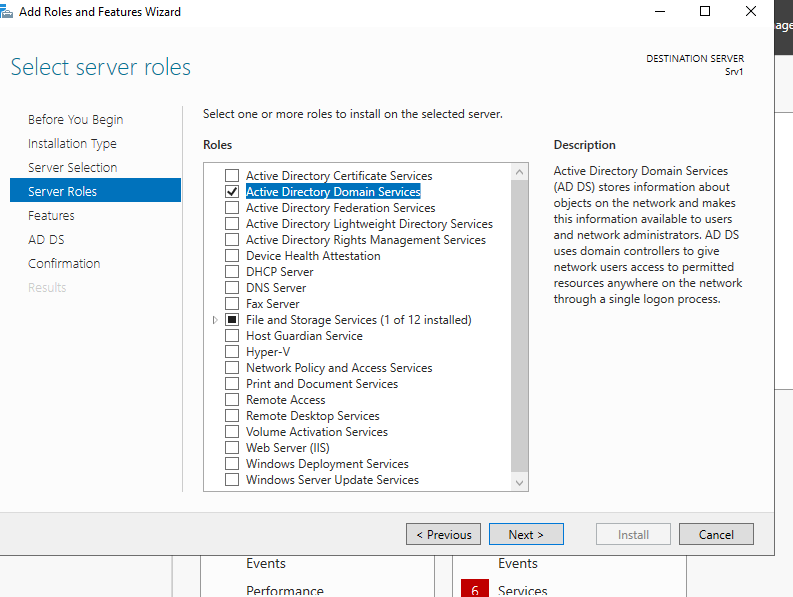 Add Roles and Features Wizard
Select server roles
DESTINATION SERVER
Srv1
Before You Begin
Installation Type
Server Selection
Server Roles
Features
AD DS
Confirmation
Results
Select one or more roles to install on the selected server.
Roles
Active Directory Certificate Services
Active Directory Domain Services
Active Directory Federation Services
Active Directory Lightweight Directory Services
Active Directory Rights Management Services
Device Health Attestation
DHCP Server
DNS Server
Fax Server
File and Storage Services (1 of 12 installed)
Host Guardian Service
Hyper-V
Network Policy and Access Services
Print and Document Services
Remote Access
Remote Desktop Services
Volume Activation Services
Web Server (IIS)
Windows Deployment Services
Windows Server Update Services
Description
Active Directory Domain Services
(AD DS) stores information about
objects on the network and makes
this information available to users
and network administrators. AD DS
uses domain controllers to give
network users access to permitted
resources anywhere on the network
through a single logon process.
< Previous
Next >
Install
Cancel
Events
Performance
Events
6 Services